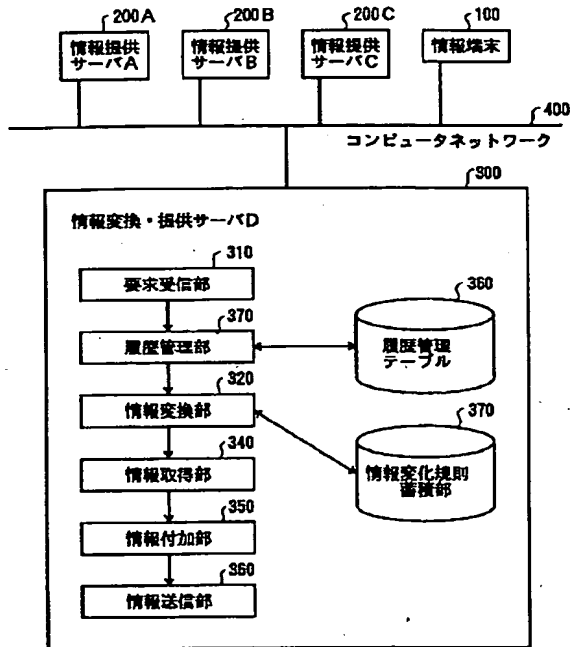 200A
200B
200C
100
情報提供
サーバA
情報提供
サーバB
情報提供
サーバC
情報端末
400
コンピュータネットワーク
300
情報変換・提供サーバD
310
要求受信部
370
履歴管理部
360
履歴管理
テーブル
320
情報変換部
370
情報変化規則
蓄積部
340
情報取得部
350
情報付加部
360
情報送信部